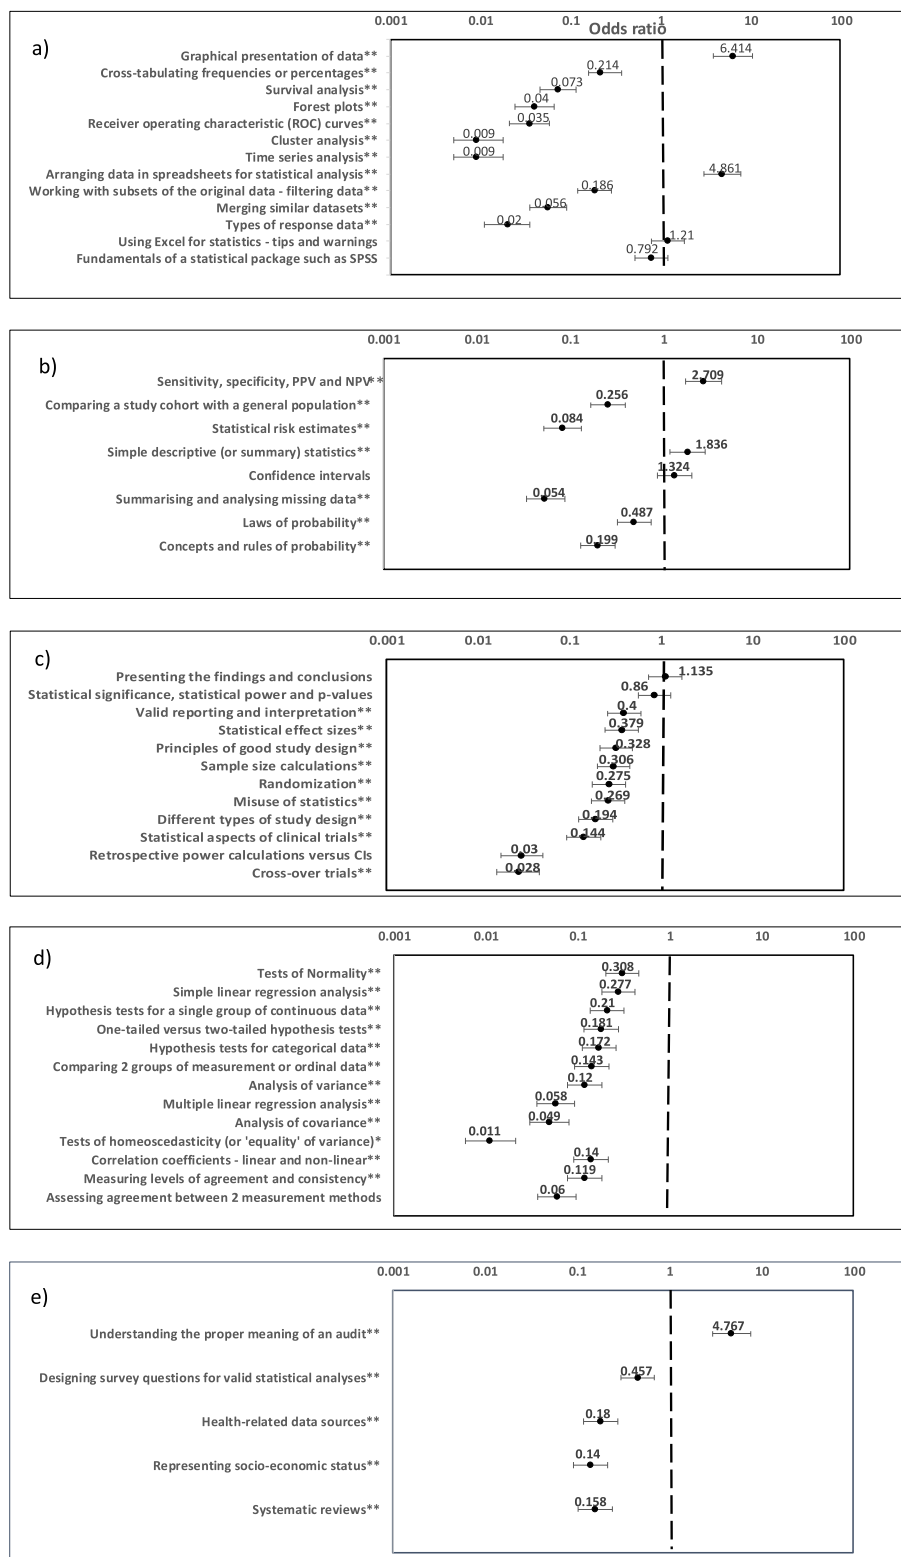 0.001 0.01 0.1 1 10 100
Odds ratio
a)
Graphical presentation of data** 6.414
Cross-tabulating frequencies or percentages** 0.214
Survival analysis** 0.073
Forest plots** 0.04
Receiver operating characteristic (ROC) curves** 0.035
Cluster analysis** 0.009
Time series analysis** 0.009
Arranging data in spreadsheets for statistical analysis** 4.861
Working with subsets of the original data - filtering data** 0.186
Merging similar datasets** 0.056
Types of response data** 0.02
Using Excel for statistics - tips and warnings 1.21
Fundamentals of a statistical package such as SPSS 0.792
0.001 0.01 0.1 1 10 100
b)
Sensitivity, specificity, PPV and NPV** 2.709
Comparing a study cohort with a general population** 0.256
Statistical risk estimates** 0.084
Simple descriptive (or summary) statistics** 1.836
Confidence intervals 1.324
Summarising and analysing missing data** 0.054
Laws of probability** 0.487
Concepts and rules of probability** 0.199
0.001 0.01 0.1 1 10 100
c)
Presenting the findings and conclusions 1.135
Statistical significance, statistical power and p-values 0.86
Valid reporting and interpretation** 0.4
Statistical effect sizes** 0.379
Principles of good study design** 0.328
Sample size calculations** 0.306
Randomization** 0.275
Misuse of statistics** 0.269
Different types of study design** 0.194
Statistical aspects of clinical trials** 0.144
Retrospective power calculations versus CIs 0.03
Cross-over trials** 0.028
0.001 0.01 0.1 1 10 100
d)
Tests of Normality** 0.308
Simple linear regression analysis** 0.277
Hypothesis tests for a single group of continuous data** 0.21
One-tailed versus two-tailed hypothesis tests** 0.181
Hypothesis tests for categorical data** 0.172
Comparing 2 groups of measurement or ordinal data** 0.143
Analysis of variance** 0.12
Multiple linear regression analysis** 0.058
Analysis of covariance** 0.049
Tests of homeoscedasticity (or 'equality' of variance)* 0.011
Correlation coefficients - linear and non-linear** 0.14
Measuring levels of agreement and consistency** 0.119
Assessing agreement between 2 measurement methods 0.06
0.001 0.01 0.1 1 10 100
e)
Understanding the proper meaning of an audit** 4.767
Designing survey questions for valid statistical analyses** 0.457
Health-related data sources** 0.18
Representing socio-economic status** 0.14
Systematic reviews** 0.158